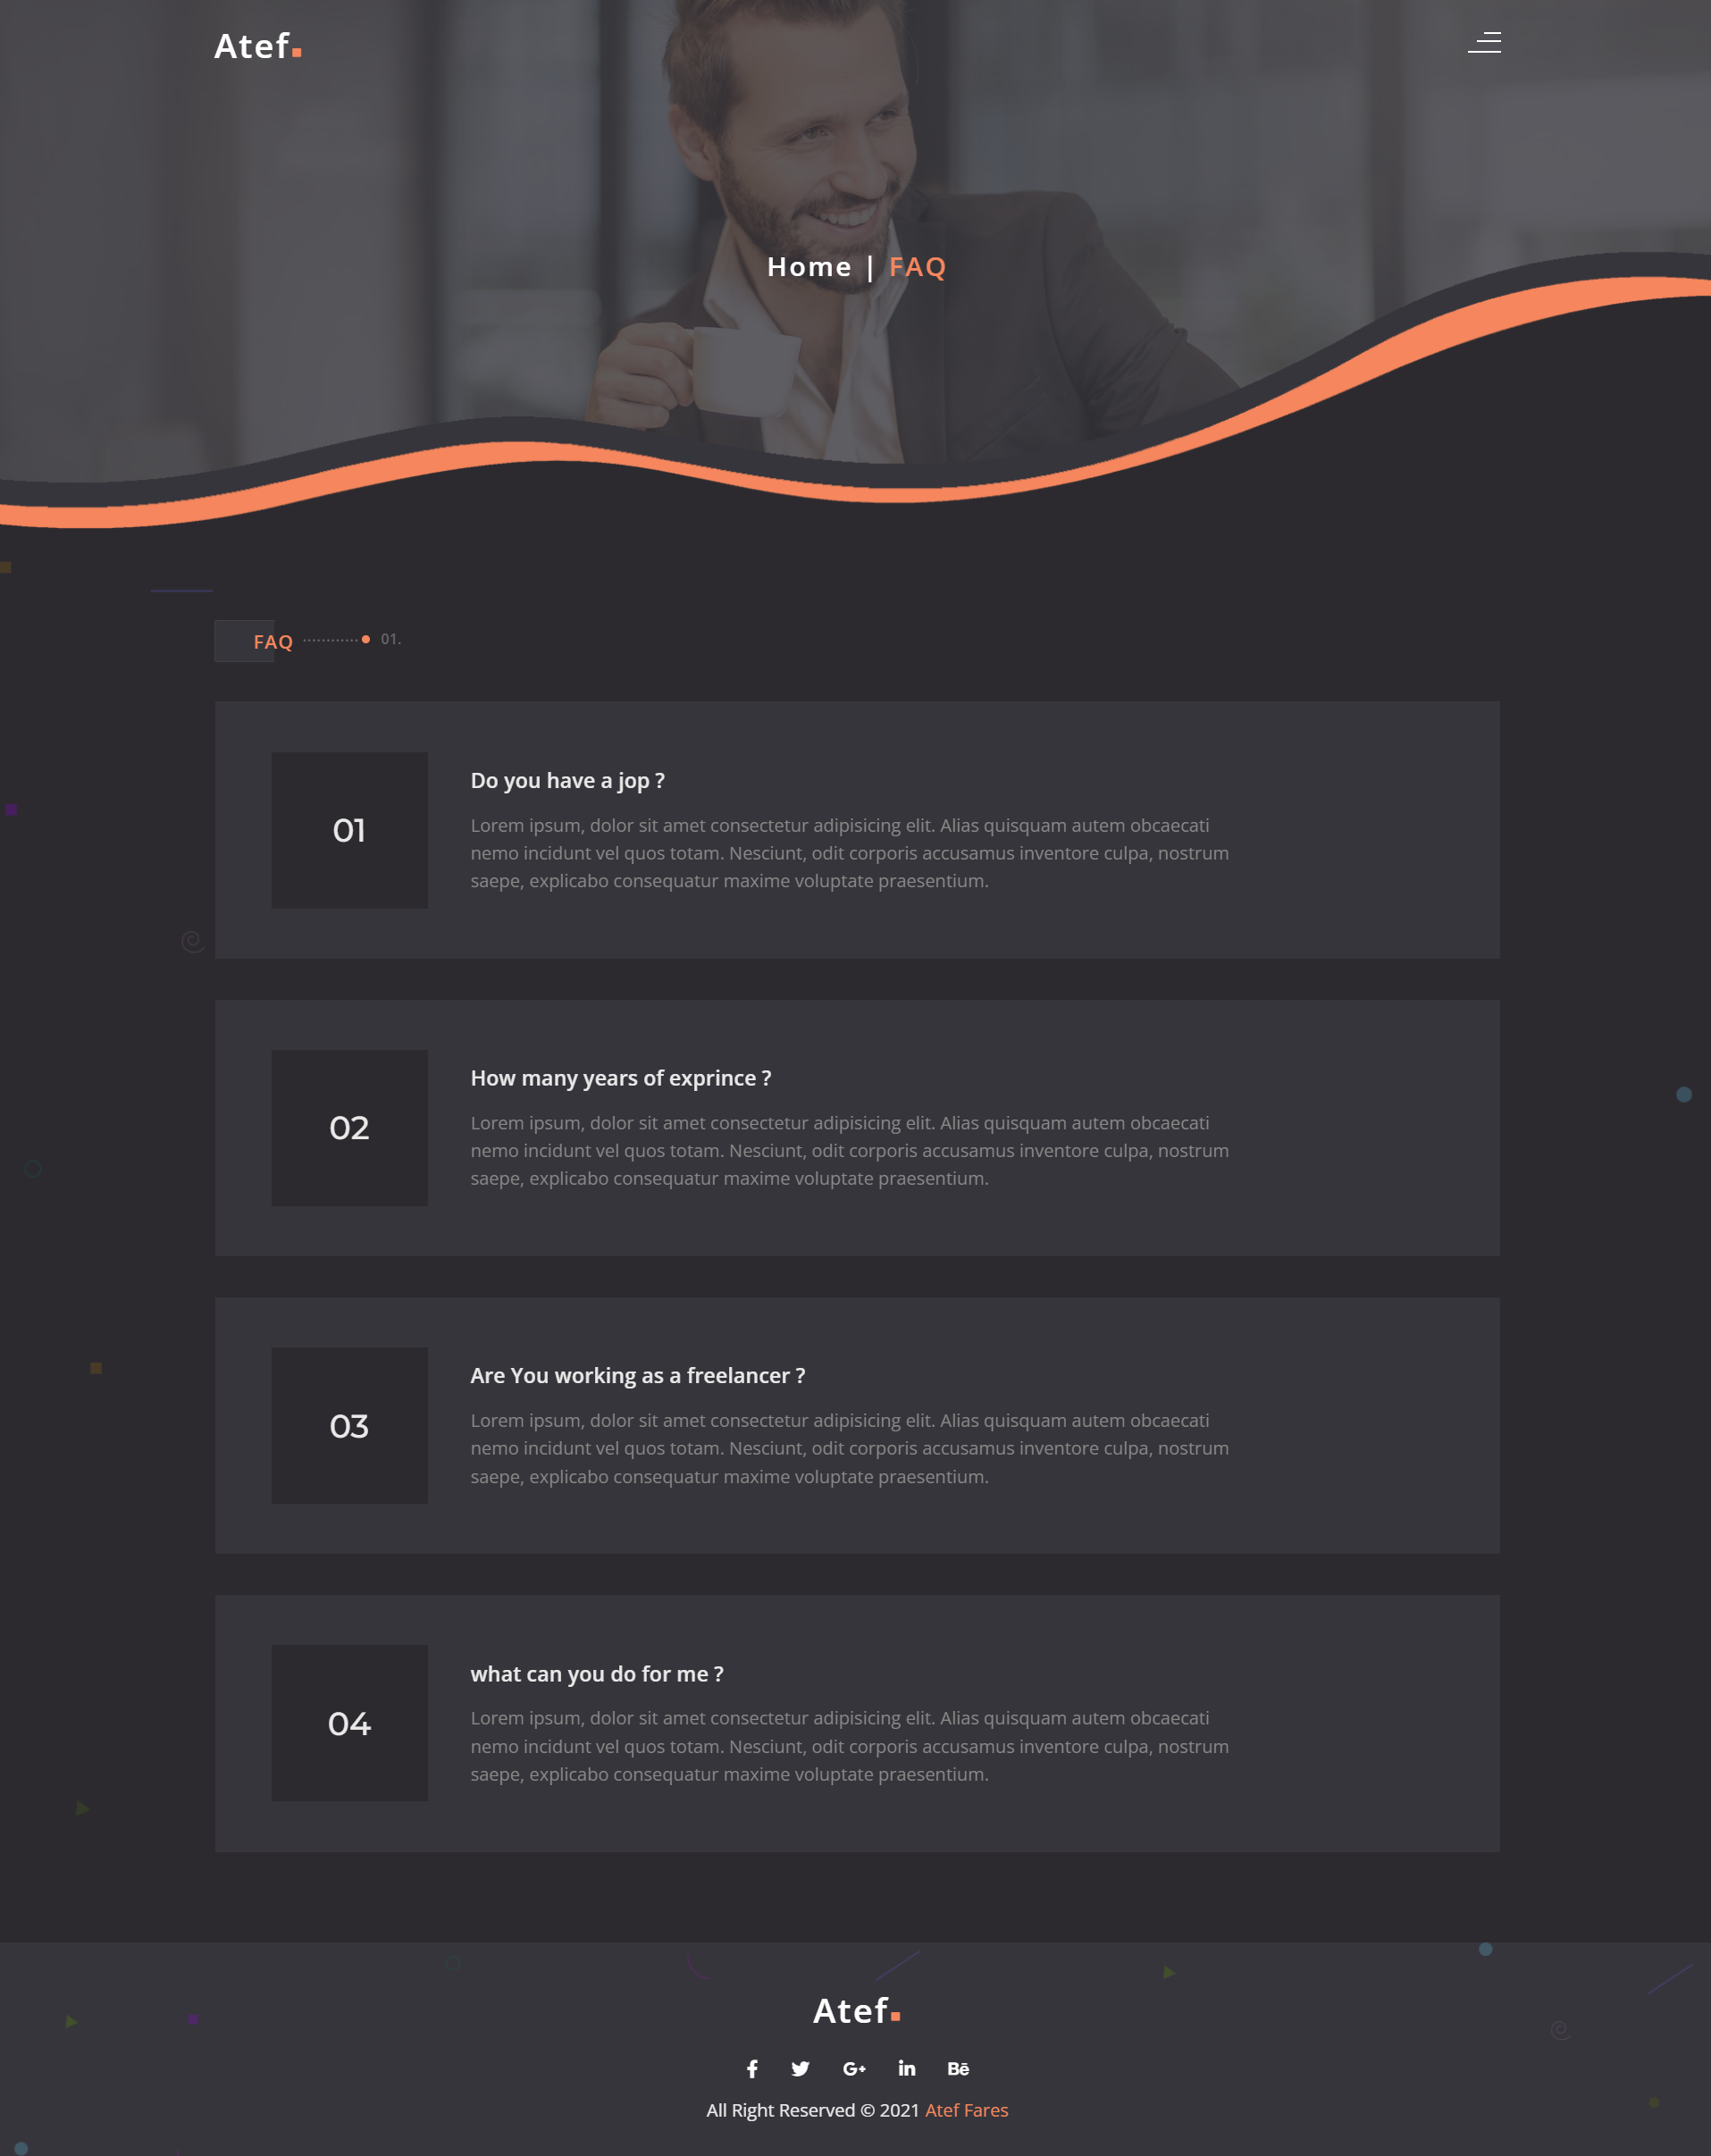 Atef
Home | FAQ
FAQ 01.
01
Do you have a jop ?
Lorem ipsum, dolor sit amet consectetur adipisicing elit. Alias quisquam autem obcaecati
nemo incidunt vel quos totam. Nesciunt, odit corporis accusamus inventore culpa, nostrum
saepe, explicabo consequatur maxime voluptate praesentium.
02
How many years of exprince ?
Lorem ipsum, dolor sit amet consectetur adipisicing elit. Alias quisquam autem obcaecati
nemo incidunt vel quos totam. Nesciunt, odit corporis accusamus inventore culpa, nostrum
saepe, explicabo consequatur maxime voluptate praesentium.
03
Are You working as a freelancer ?
Lorem ipsum, dolor sit amet consectetur adipisicing elit. Alias quisquam autem obcaecati
nemo incidunt vel quos totam. Nesciunt, odit corporis accusamus inventore culpa, nostrum
saepe, explicabo consequatur maxime voluptate praesentium.
04
what can you do for me ?
Lorem ipsum, dolor sit amet consectetur adipisicing elit. Alias quisquam autem obcaecati
nemo incidunt vel quos totam. Nesciunt, odit corporis accusamus inventore culpa, nostrum
saepe, explicabo consequatur maxime voluptate praesentium.
Atef
f G+ in Bē
All Right Reserved © 2021 Atef Fares